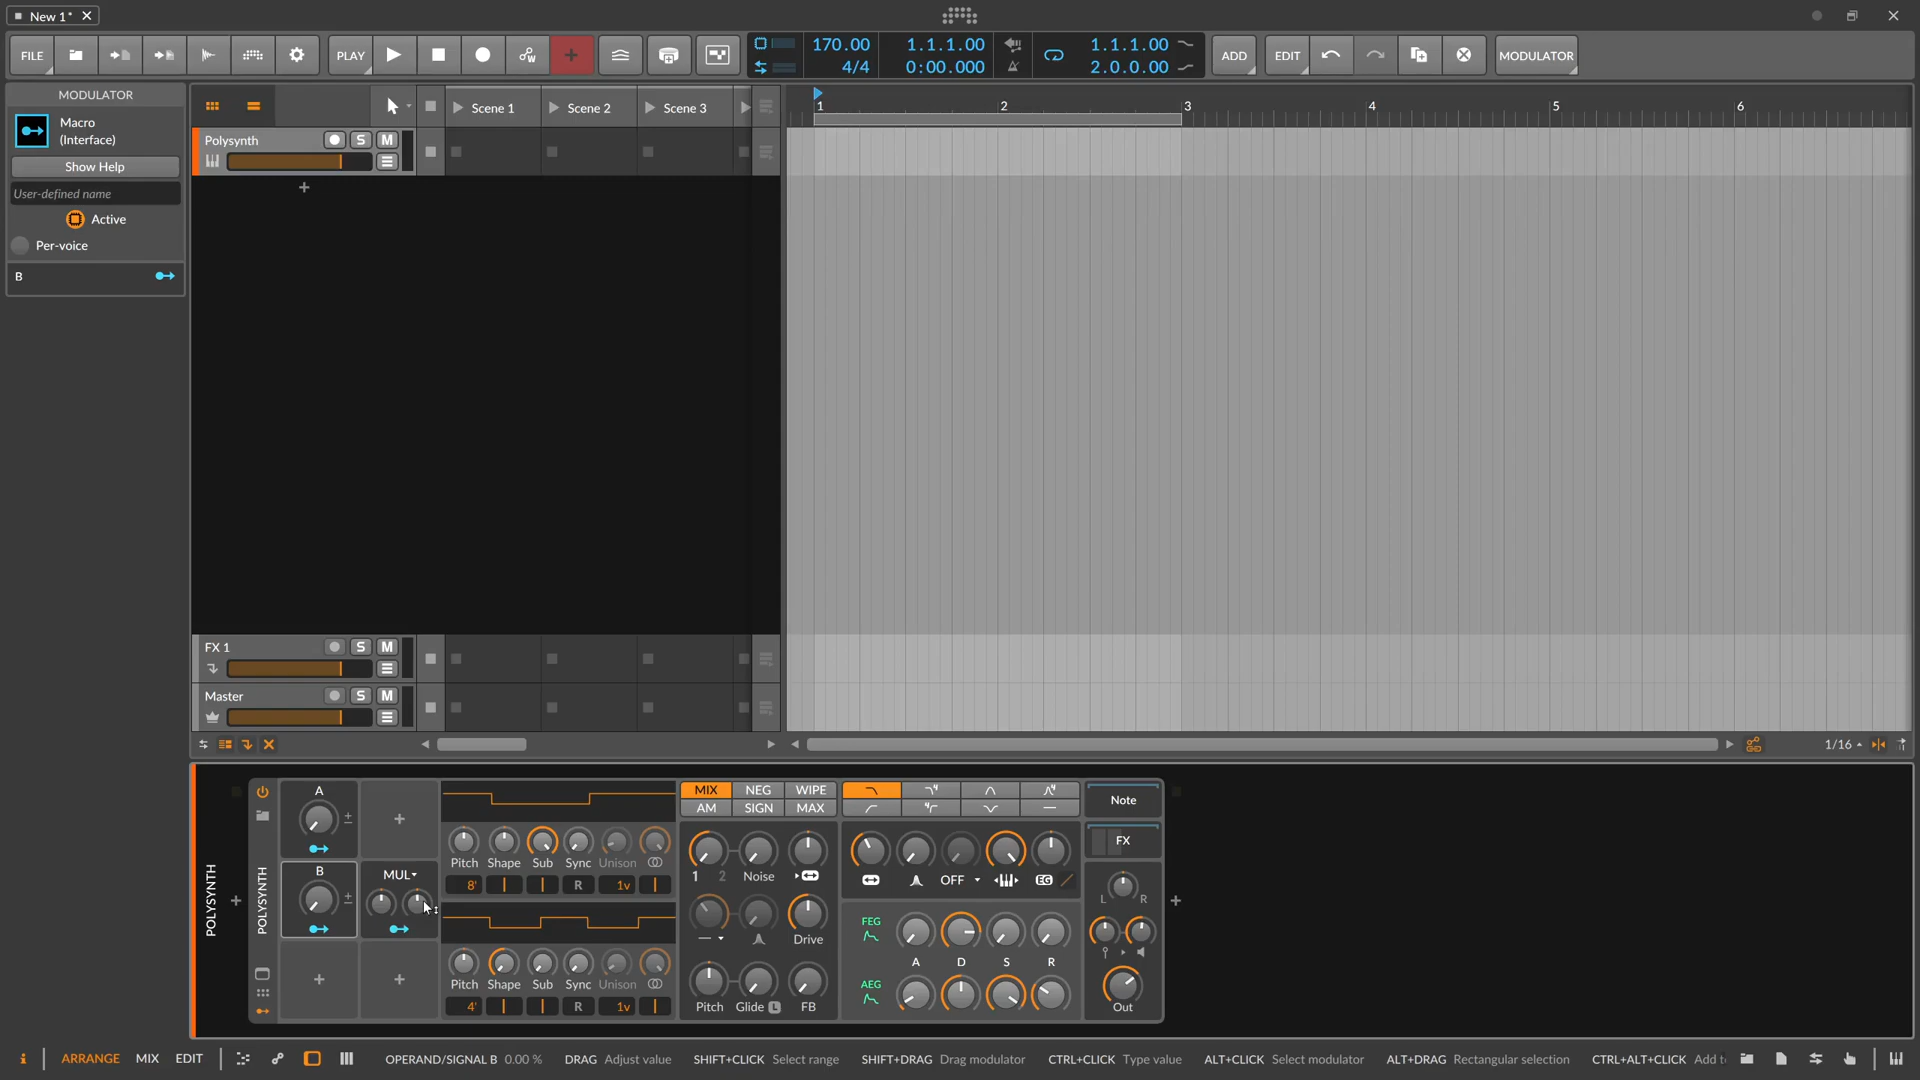 New 1*
FILE
PLAY
170.00
4/4
1.1.1.00
0:00.000
1.1.1.00
2.0.0.00
ADD
EDIT
MODULATOR
MODULATOR
Macro
(Interface)
Show Help
User-defined name
Active
Per-voice
B
Scene 1
Scene 2
Scene 3
1
2
3
4
5
6
Polysynth
S
M
FX 1
S
M
Master
S
M
1/16
POLYSYNTH
POLYSYNTH
A
B
MUL
Pitch
Shape
Sub
Sync
Unison
8'
R
1v
Pitch
Shape
Sub
Sync
Unison
4'
R
1v
MIX
NEG
WIPE
AM
SIGN
MAX
1
2
Noise
Drive
Pitch
Glide
L
FB
OFF
EG
FEG
A
D
S
R
AEG
Note
FX
L
R
Out
ARRANGE
MIX
EDIT
OPERAND/SIGNAL B 0.00 %
DRAG Adjust value
SHIFT+CLICK Select range
SHIFT+DRAG Drag modulator
CTRL+CLICK Type value
ALT+CLICK Select modulator
ALT+DRAG Rectangular selection
CTRL+ALT+CLICK Add